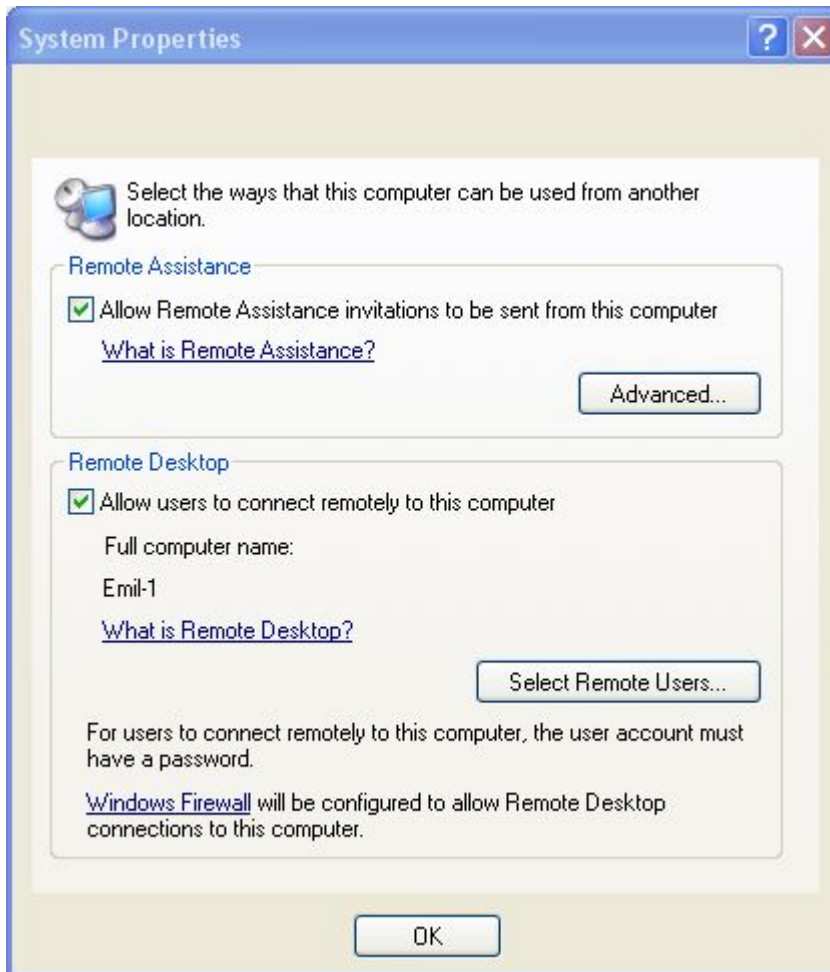 System Properties
Select the ways that this computer can be used from another
location.
Remote Assistance
Allow Remote Assistance invitations to be sent from this computer
What is Remote Assistance?
Advanced...
Remote Desktop
Allow users to connect remotely to this computer
Full computer name:
Emil-1
What is Remote Desktop?
Select Remote Users...
For users to connect remotely to this computer, the user account must
have a password.
Windows Firewall will be configured to allow Remote Desktop
connections to this computer.
OK